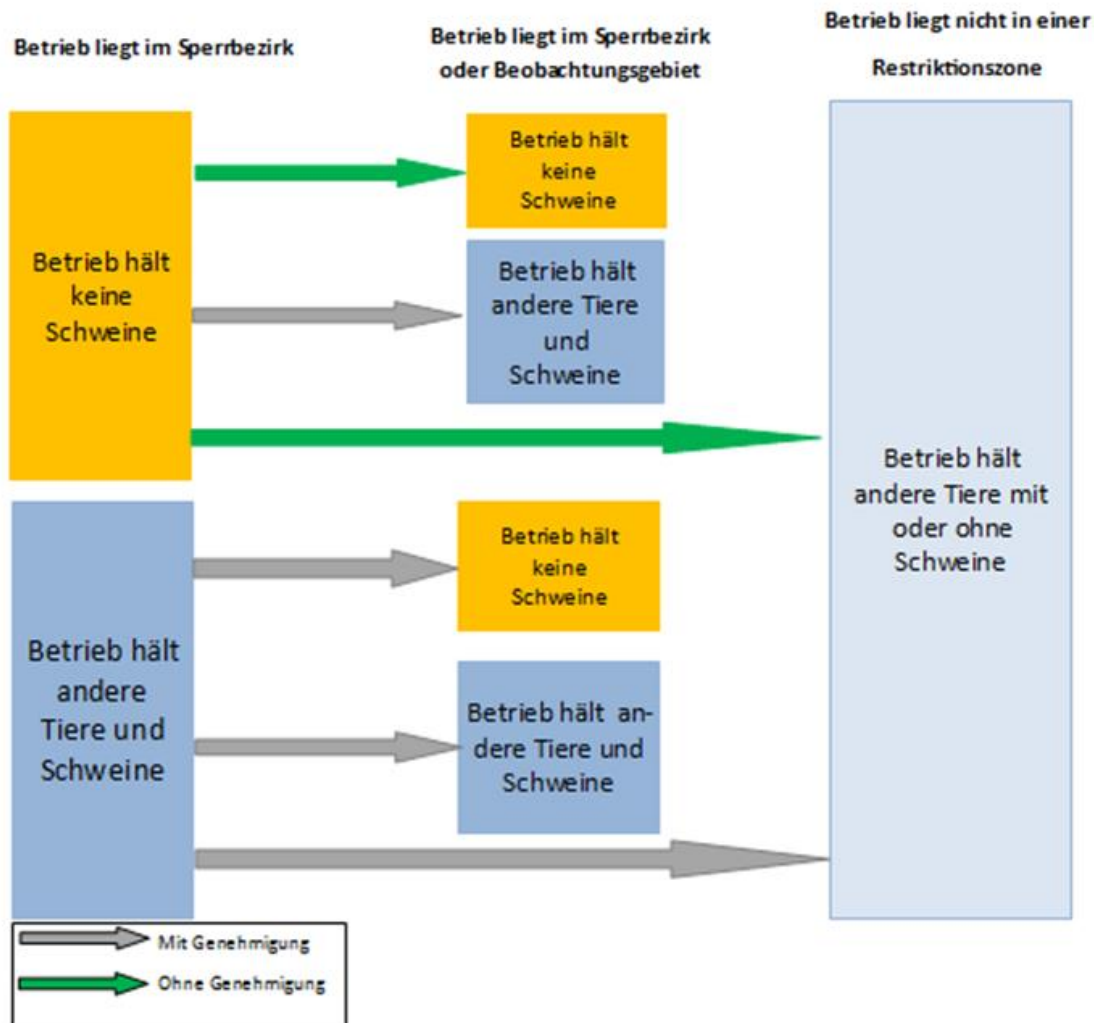 Betrieb liegt im Sperrbezirk
Betrieb liegt im Sperrbezirk
oder Beobachtungsgebiet
Betrieb liegt nicht in einer
Restriktionszone
Betrieb hält
keine
Schweine
Betrieb hält
keine
Schweine
Betrieb hält
andere Tiere
und
Schweine
Betrieb hält
andere
Tiere und
Schweine
Betrieb hält
keine
Schweine
Betrieb hält an-
dere Tiere und
Schweine
Betrieb hält
andere Tiere mit
oder ohne
Schweine
Mit Genehmigung
Ohne Genehmigung